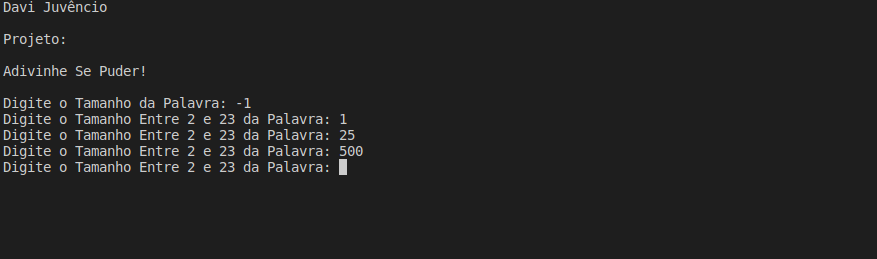 Davi Juvêncio
Projeto:
Adivinhe Se Puder!
Digite o Tamanho da Palavra: -1
Digite o Tamanho Entre 2 e 23 da Palavra: 1
Digite o Tamanho Entre 2 e 23 da Palavra: 25
Digite o Tamanho Entre 2 e 23 da Palavra: 500
Digite o Tamanho Entre 2 e 23 da Palavra: